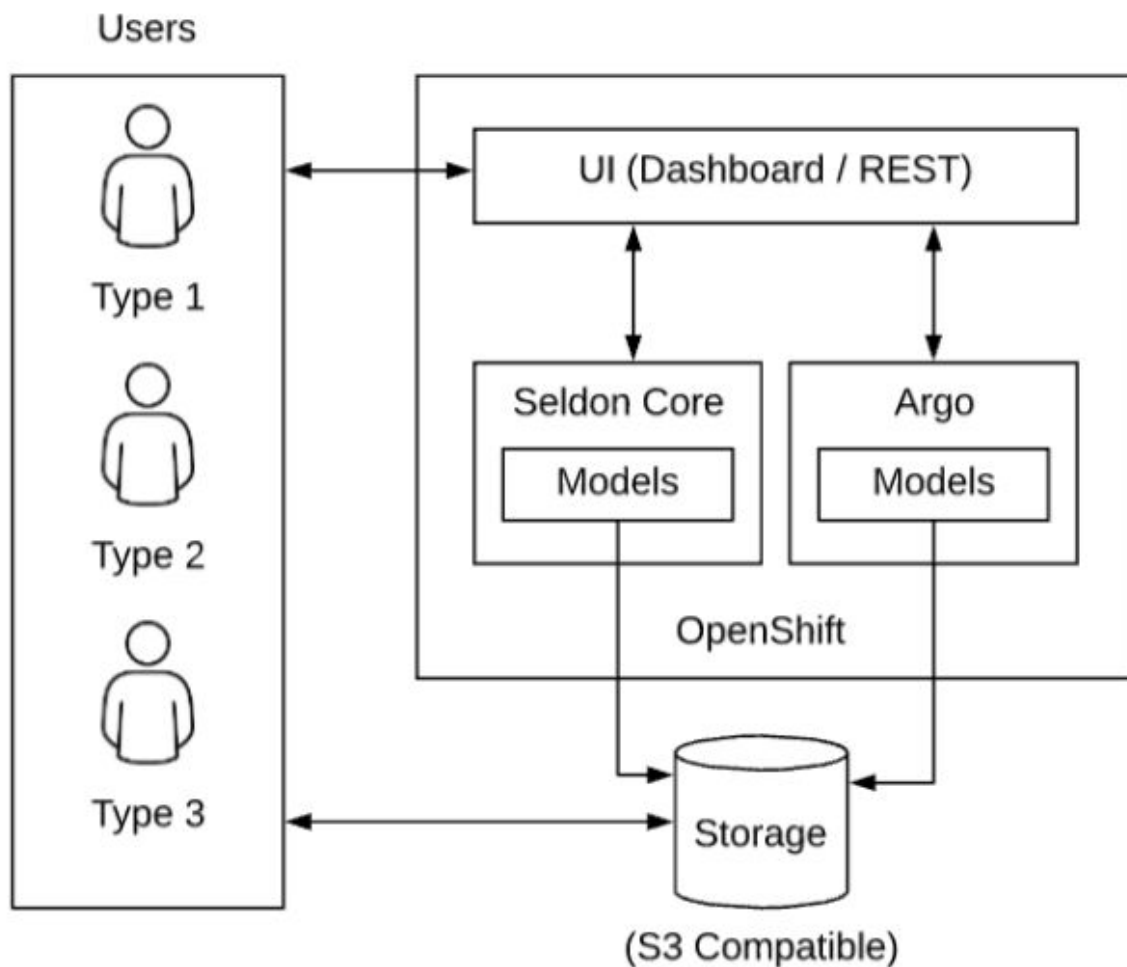 Users
Type 1
Type 2
Type 3
UI (Dashboard / REST)
Seldon Core
Models
Argo
Models
OpenShift
Storage
(S3 Compatible)